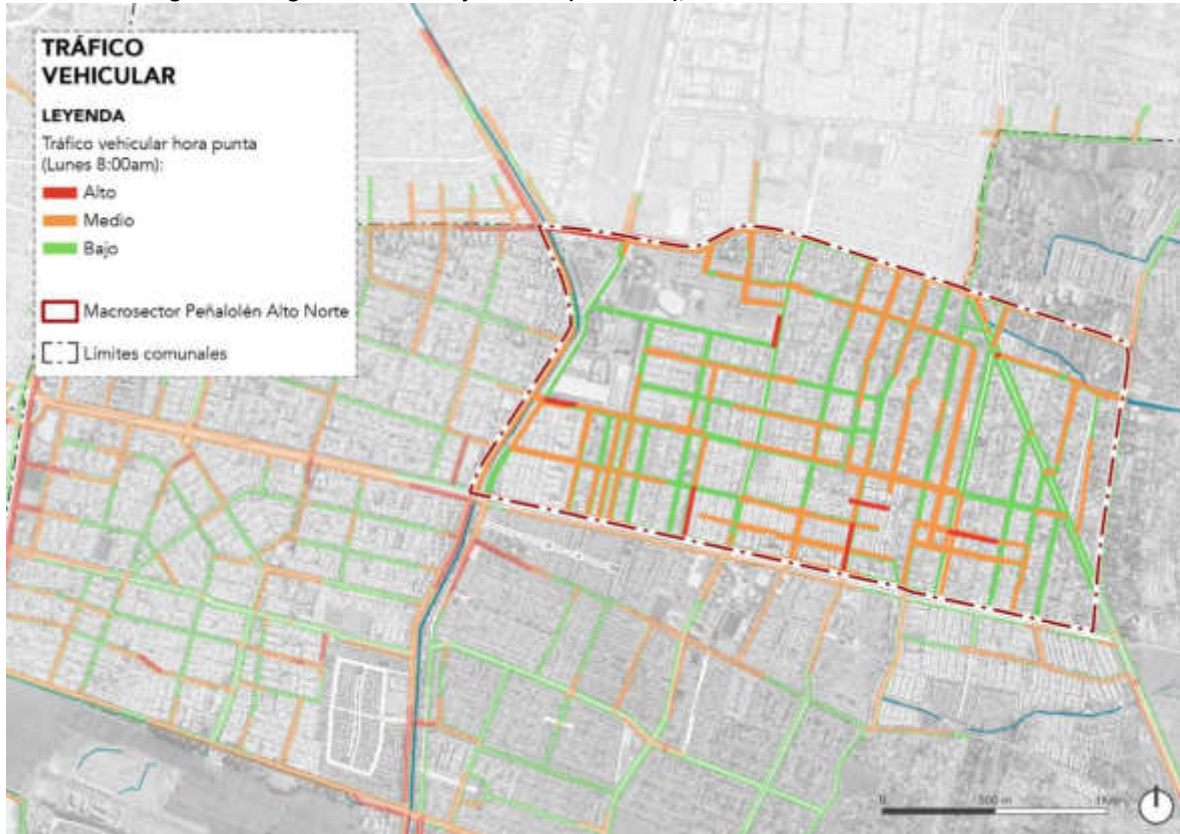 TRÁFICO
VEHICULAR
LEYENDA
Tráfico vehicular hora punta
(Lunes 8:00am):
Alto
Medio
Bajo
Macrosector Peñalolén Alto Norte
Límites comunales
0 500 m